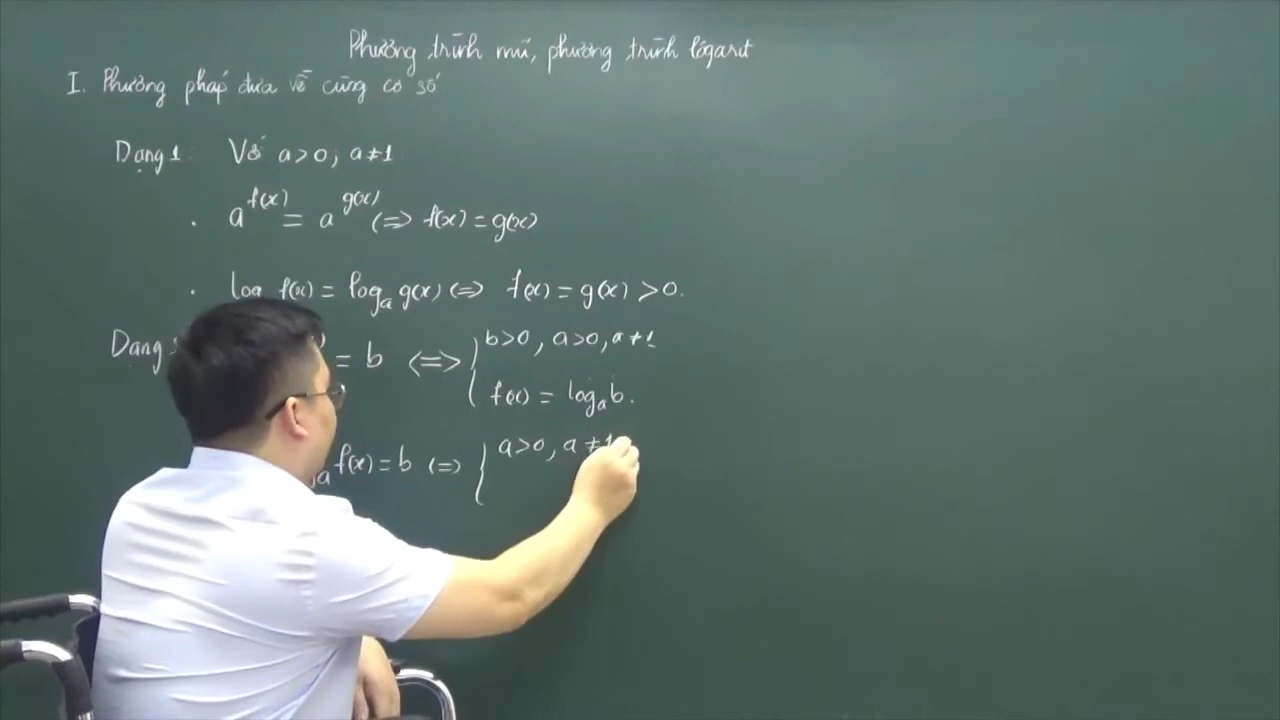 Phương trình mũ, phương trình lôgarit
I. Phương pháp đưa về cùng cơ số
Dạng 1. Với a>0, a≠1
. a^{f(x)} = a^{g(x)} <=> f(x) = g(x)
. log f(x) = log_a g(x) <=> f(x) = g(x) > 0.
Dạng = b <=> { b>0, a>0, a≠1
f(x) = log_a b.
a f(x) = b <=> { a>0, a≠1